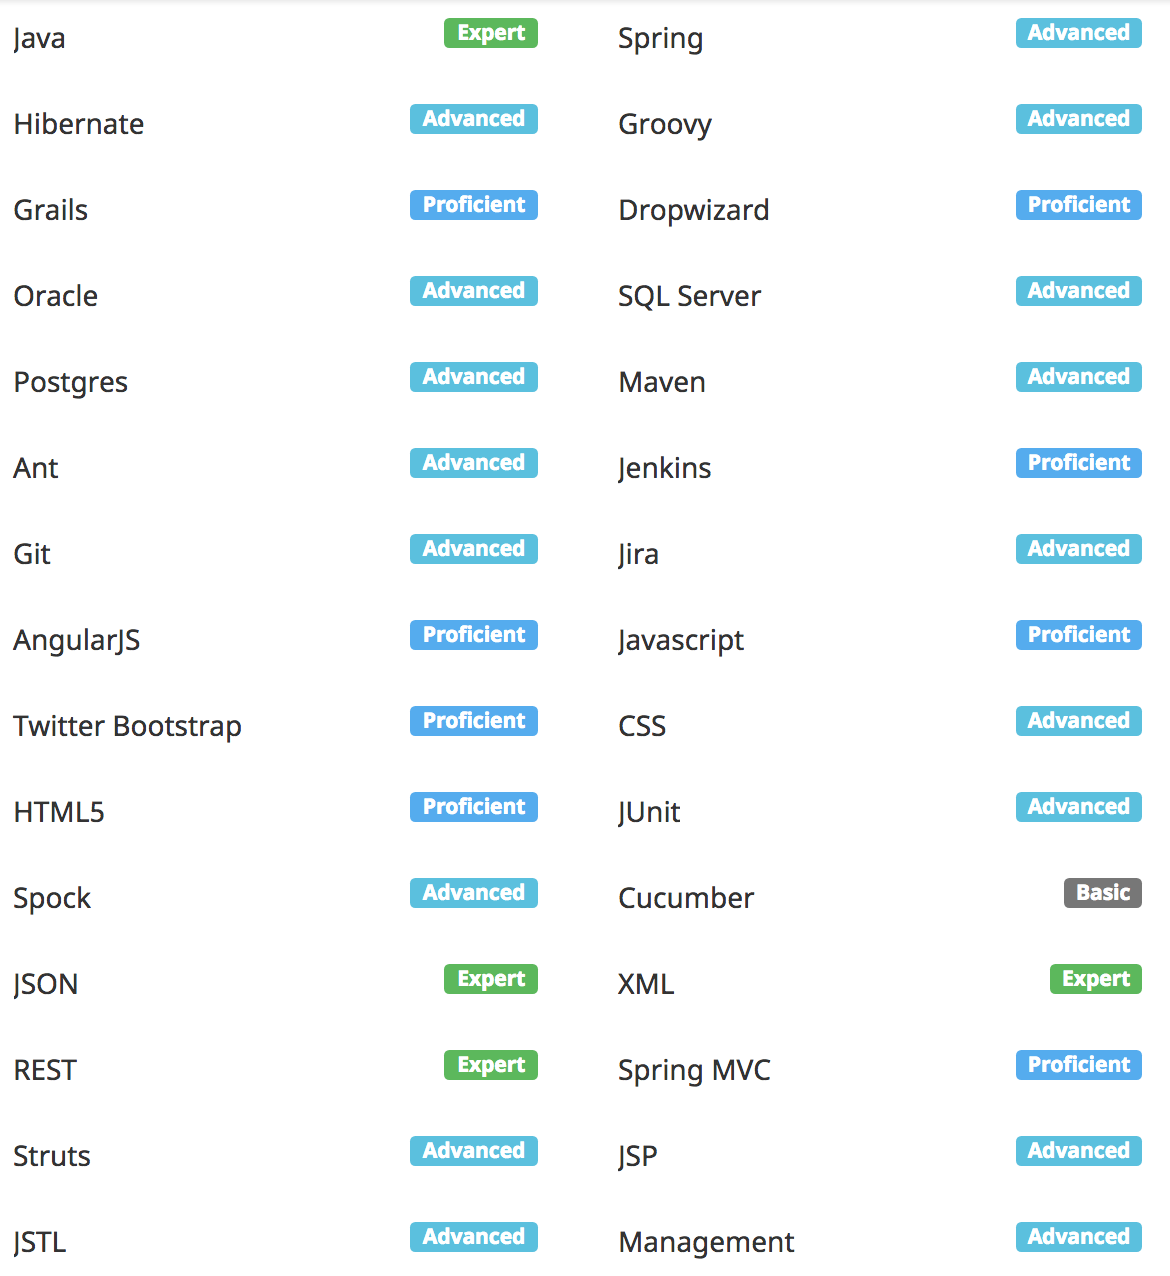 Java Expert Spring Advanced
Hibernate Advanced Groovy Advanced
Grails Proficient Dropwizard Proficient
Oracle Advanced SQL Server Advanced
Postgres Advanced Maven Advanced
Ant Advanced Jenkins Proficient
Git Advanced Jira Advanced
AngularJS Proficient Javascript Proficient
Twitter Bootstrap Proficient CSS Advanced
HTML5 Proficient JUnit Advanced
Spock Advanced Cucumber Basic
JSON Expert XML Expert
REST Expert Spring MVC Proficient
Struts Advanced JSP Advanced
JSTL Advanced Management Advanced